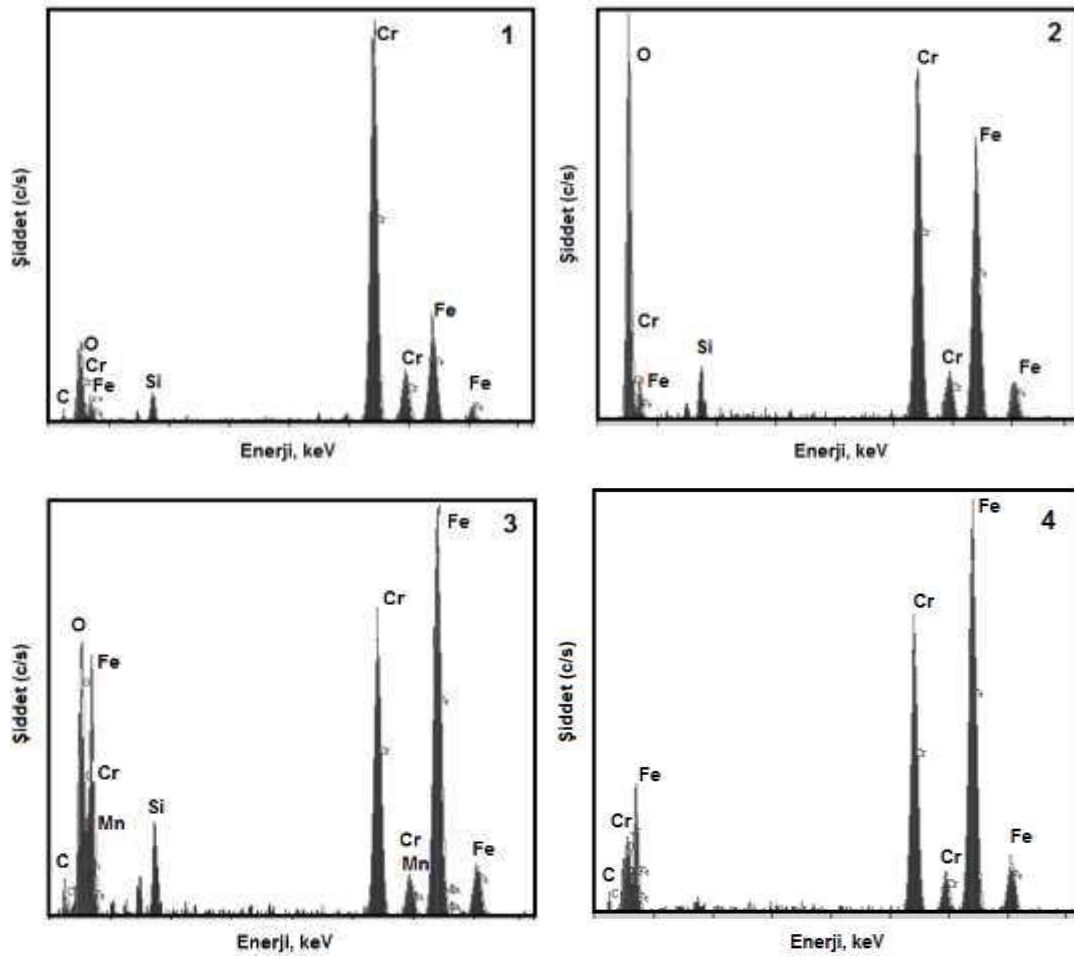 1
Cr
O
Cr
Fe
C
Si
Cr
Fe
Fe
Şiddet (c/s)
Enerji, keV
2
O
Cr
Fe
Si
Cr
Cr
Fe
Fe
Şiddet (c/s)
Enerji, keV
3
O
Fe
Cr
Mn
C
Si
Cr
Cr
Mn
Fe
Fe
Şiddet (c/s)
Enerji, keV
4
Cr
Fe
C
Cr
Cr
Fe
Fe
Şiddet (c/s)
Enerji, keV